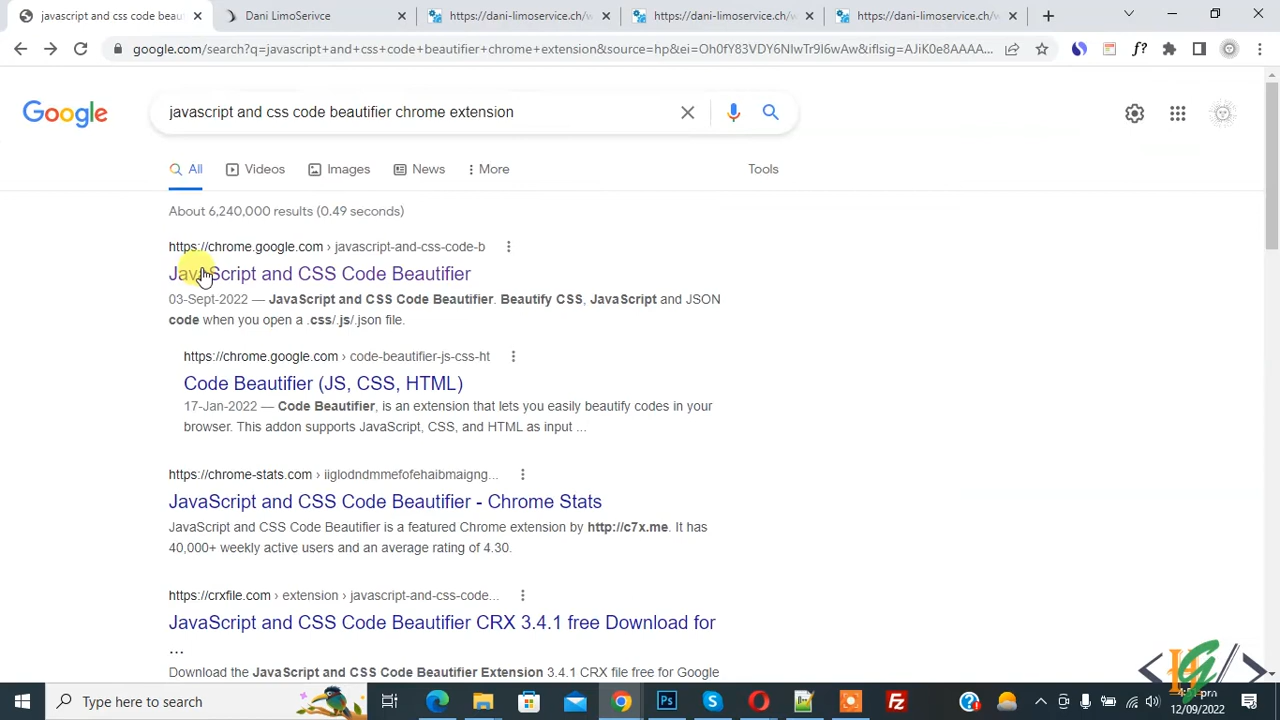 javascript and css code beau
Dani LimoSerivce
https://dani-limoservice.ch/w
https://dani-limoservice.ch/w
https://dani-limoservice.ch/w
google.com/search?q=javascript+and+css+code+beautifier+chrome+extension&source=hp&ei=Oh0fY83VDY6NlwTr9l6wAw&iflsig=AJiK0e8AAAA...
Google
javascript and css code beautifier chrome extension
All
Videos
Images
News
More
Tools
About 6,240,000 results (0.49 seconds)
https://chrome.google.com › javascript-and-css-code-b
JavaScript and CSS Code Beautifier
03-Sept-2022 — JavaScript and CSS Code Beautifier. Beautify CSS, JavaScript and JSON
code when you open a .css/.js/.json file.
https://chrome.google.com › code-beautifier-js-css-ht
Code Beautifier (JS, CSS, HTML)
17-Jan-2022 — Code Beautifier, is an extension that lets you easily beautify codes in your
browser. This addon supports JavaScript, CSS, and HTML as input ...
https://chrome-stats.com › iiglodndmmefofehaibmaigng...
JavaScript and CSS Code Beautifier - Chrome Stats
JavaScript and CSS Code Beautifier is a featured Chrome extension by http://c7x.me. It has
40,000+ weekly active users and an average rating of 4.30.
https://crxfile.com › extension › javascript-and-css-code...
JavaScript and CSS Code Beautifier CRX 3.4.1 free Download for
...
Download the JavaScript and CSS Code Beautifier Extension 3.4.1 CRX file free for Google
Type here to search
12/09/2022